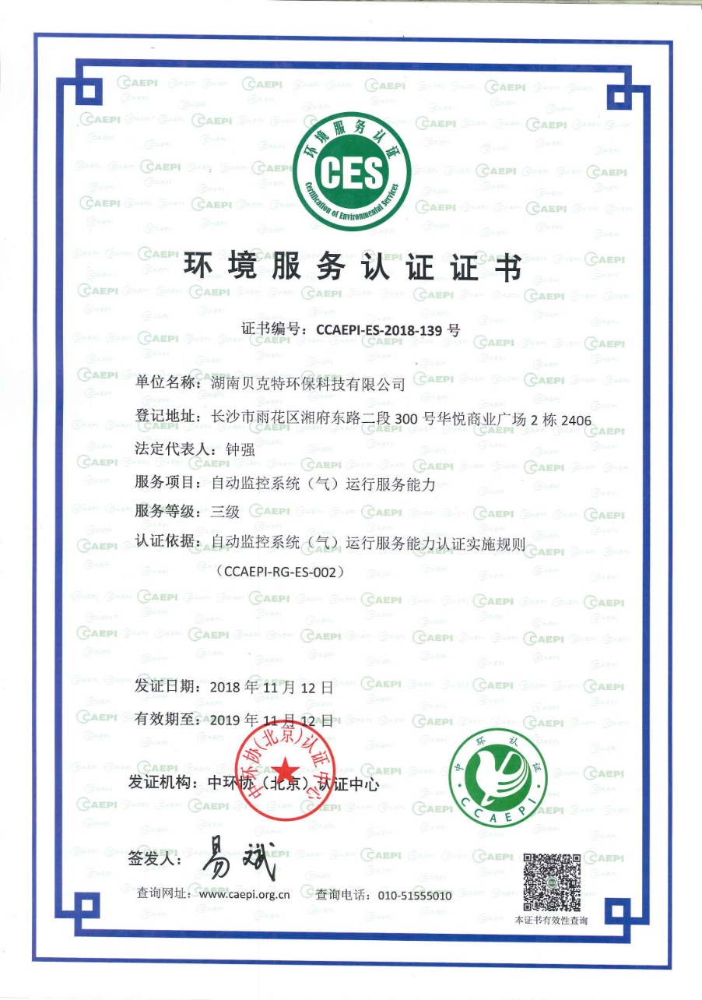 环境服务认证
CES
Certification of Environmental Services
环境服务认证证书
证书编号：CCAEPI-ES-2018-139 号
单位名称：湖南贝克特环保科技有限公司
登记地址：长沙市雨花区湘府东路二段 300 号华悦商业广场 2 栋 2406
法定代表人：钟强
服务项目：自动监控系统（气）运行服务能力
服务等级：三级
认证依据：自动监控系统（气）运行服务能力认证实施规则
（CCAEPI-RG-ES-002）
发证日期：2018 年 11 月 12 日
有效期至：2019 年 11 月 12 日
中环协(北京)认证中心
发证机构：中环协（北京）认证中心
中环认证
CCAEPI
签发人：易斌
查询网址：www.caepi.org.cn 查询电话：010-51555010
本证书有效性查询